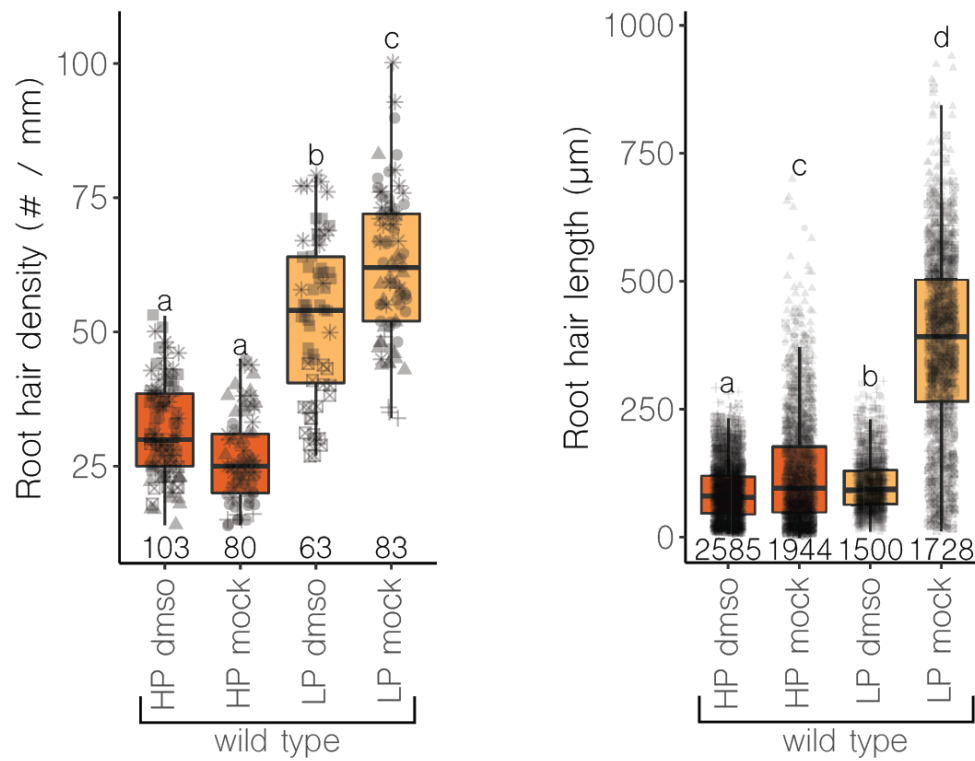 Root hair density (# / mm)
100
75
50
25
a
a
b
c
103 80 63 83
HP dmso
HP mock
LP dmso
LP mock
wild type
Root hair length (µm)
1000
750
500
250
0
a
c
b
d
2585 1944 1500 1728
HP dmso
HP mock
LP dmso
LP mock
wild type